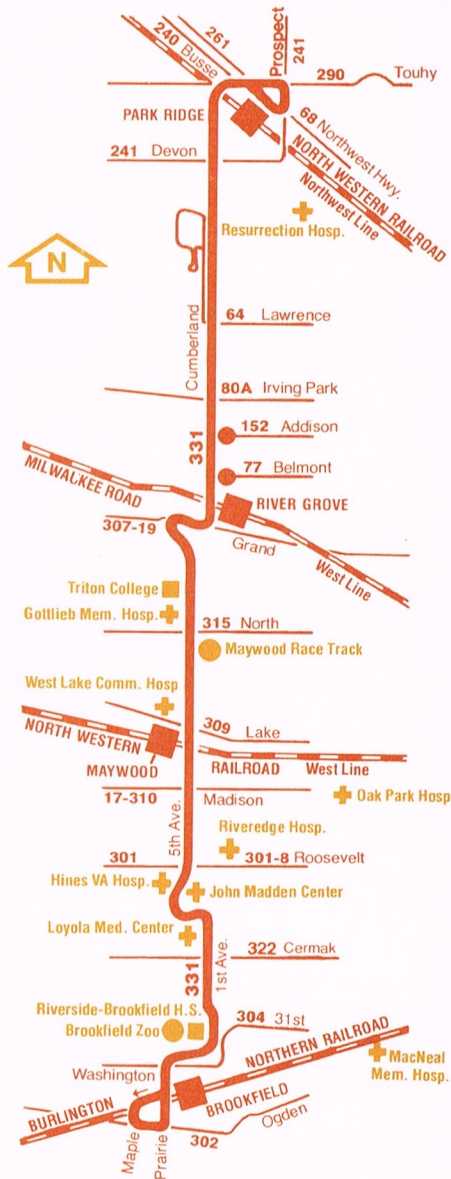 240 Busse
261
Prospect
241
290 Touhy
PARK RIDGE
68 Northwest Hwy.
NORTH WESTERN RAILROAD
Northwest Line
241 Devon
Resurrection Hosp.
N
64 Lawrence
Cumberland
80A Irving Park
152 Addison
331
77 Belmont
MILWAUKEE ROAD
RIVER GROVE
307-19
Grand
West Line
Triton College
Gottlieb Mem. Hosp.
315 North
Maywood Race Track
West Lake Comm. Hosp
309 Lake
NORTH WESTERN
RAILROAD West Line
MAYWOOD
17-310 Madison
Oak Park Hosp
5th Ave.
Riveredge Hosp.
301
301-8 Roosevelt
Hines VA Hosp.
John Madden Center
Loyola Med. Center
1st Ave.
322 Cermak
331
Riverside-Brookfield H.S.
Brookfield Zoo
304 31st
NORTHERN RAILROAD
MacNeal
Mem. Hosp.
Washington
BROOKFIELD
BURLINGTON
Ogden
302
Maple
Prairie